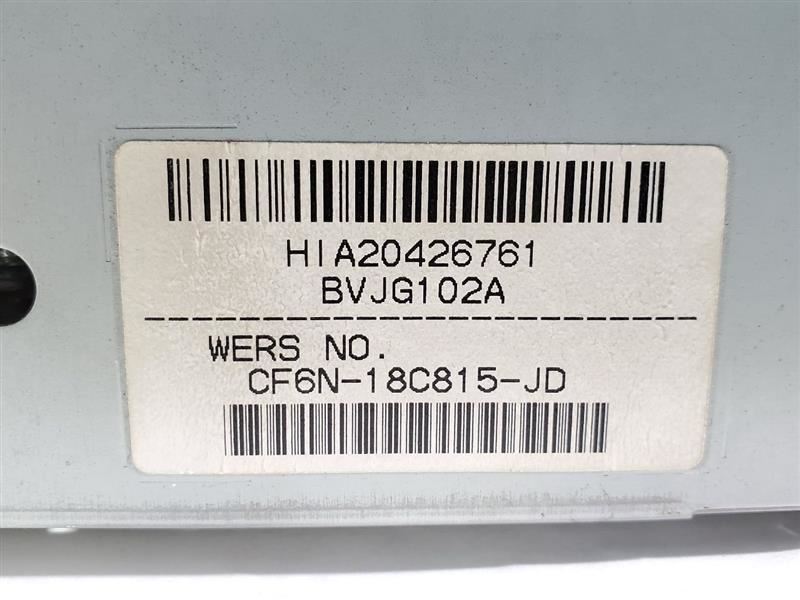 HIA20426761
BVJG102A
WERS NO.
CF6N-18C815-JD